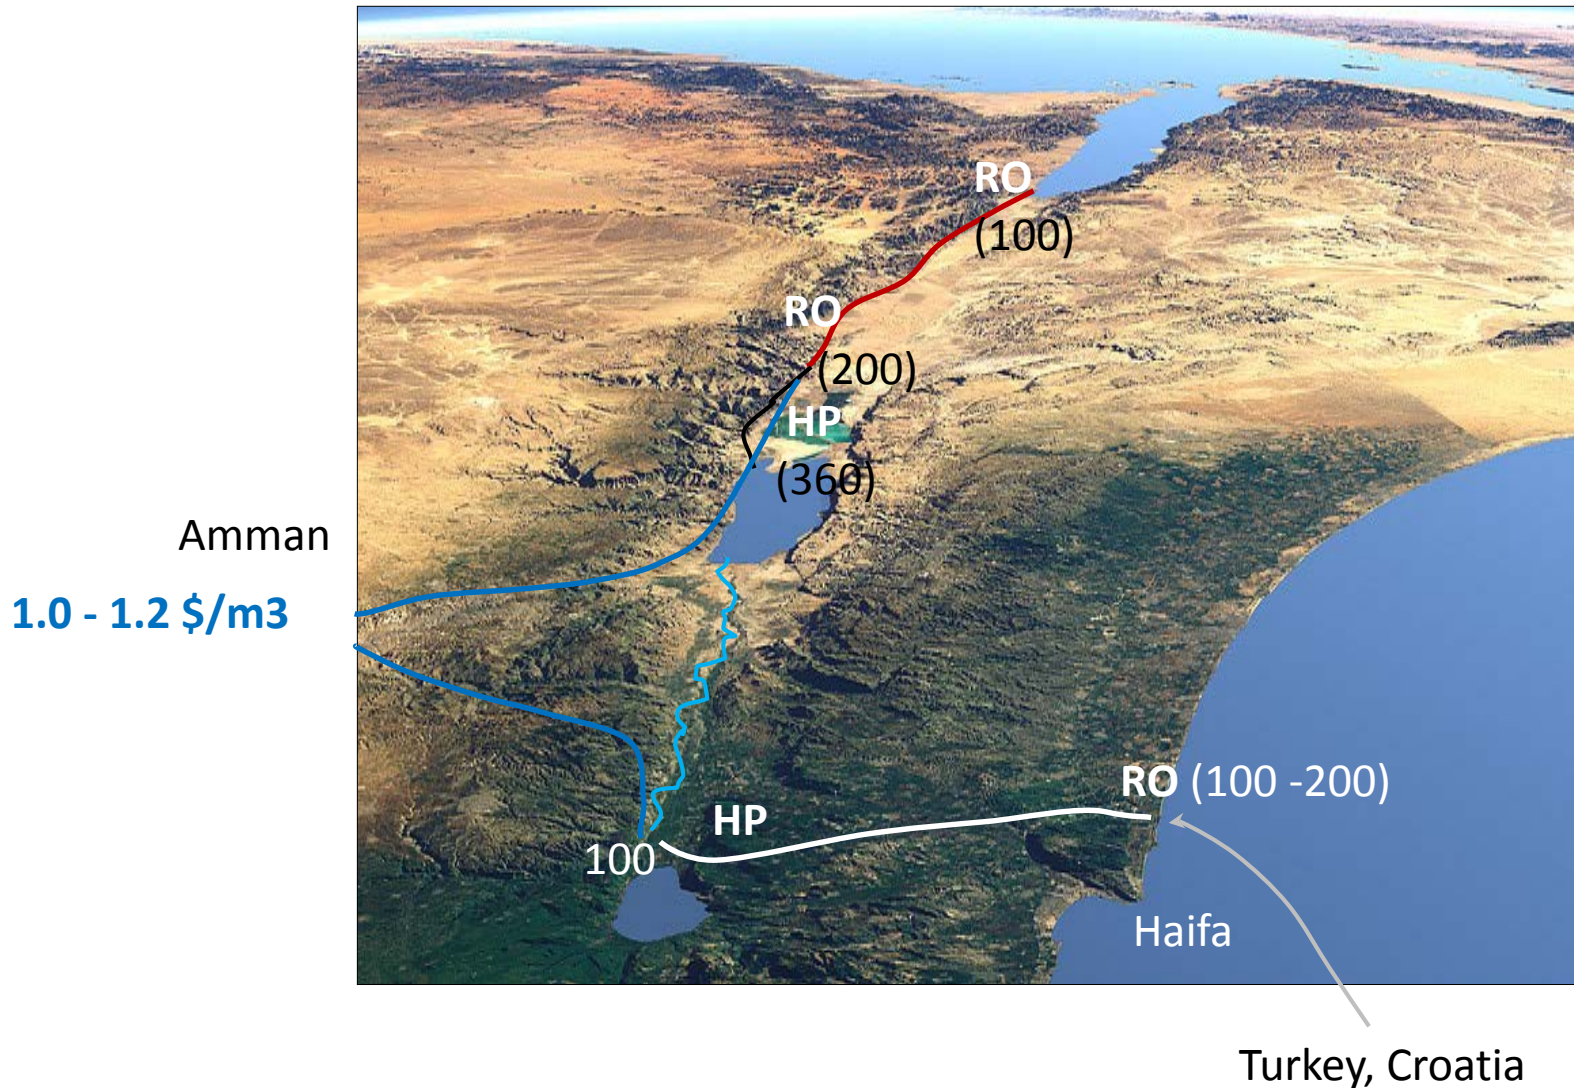 RO
(100)
RO
(200)
HP
(360)
Amman
1.0 - 1.2 $/m3
RO (100 -200)
HP
100
Haifa
Turkey, Croatia